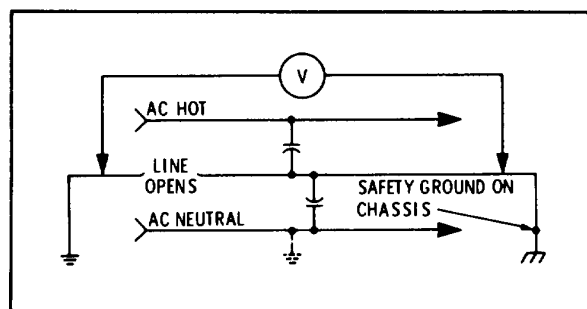 V
AC HOT
LINE
OPENS
SAFETY GROUND ON
CHASSIS
AC NEUTRAL